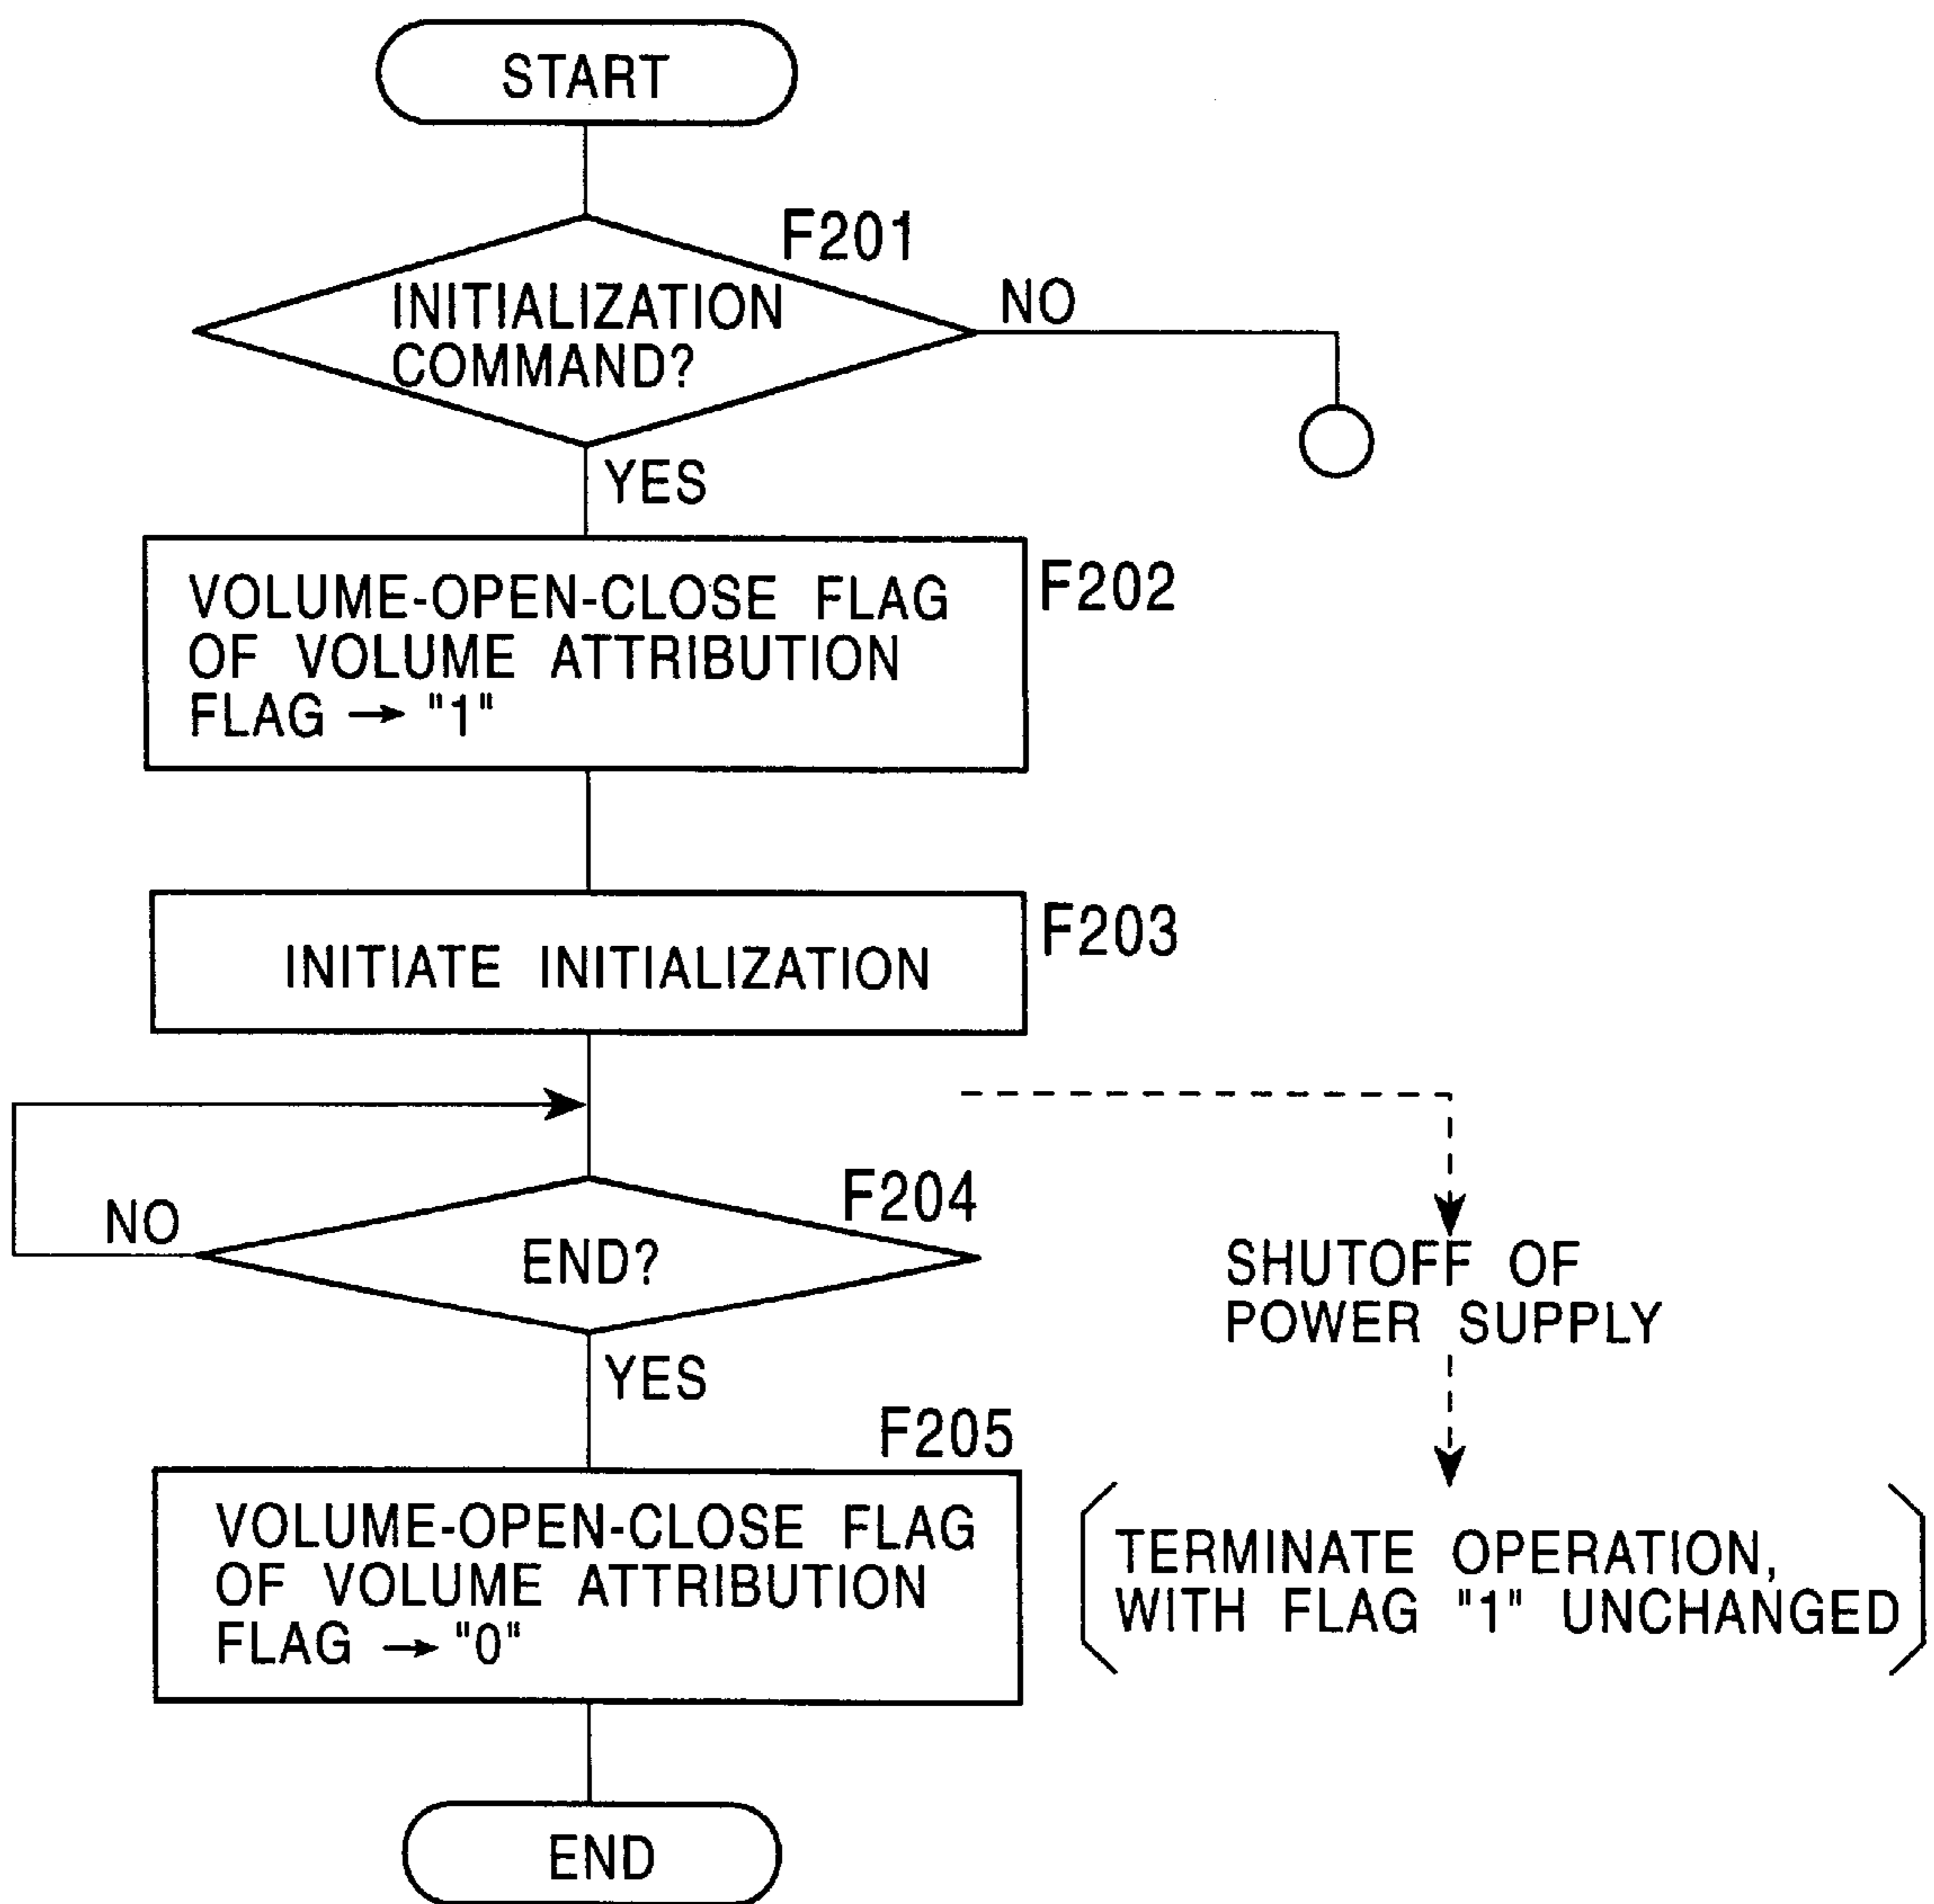 START
F201
INITIALIZATION
COMMAND?
NO
YES
VOLUME-OPEN-CLOSE FLAG
OF VOLUME ATTRIBUTION
FLAG → "1"
F202
INITIATE INITIALIZATION
F203
NO
F204
END?
YES
SHUTOFF OF
POWER SUPPLY
F205
VOLUME-OPEN-CLOSE FLAG
OF VOLUME ATTRIBUTION
FLAG → "0"
TERMINATE OPERATION,
WITH FLAG "1" UNCHANGED
END